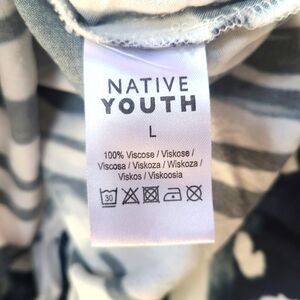 NATIVE
YOUTH
L
100% Viscose / Viskose /
Viscosa / Viskoza / Wiskoza /
Viskos / Viskoosia
30